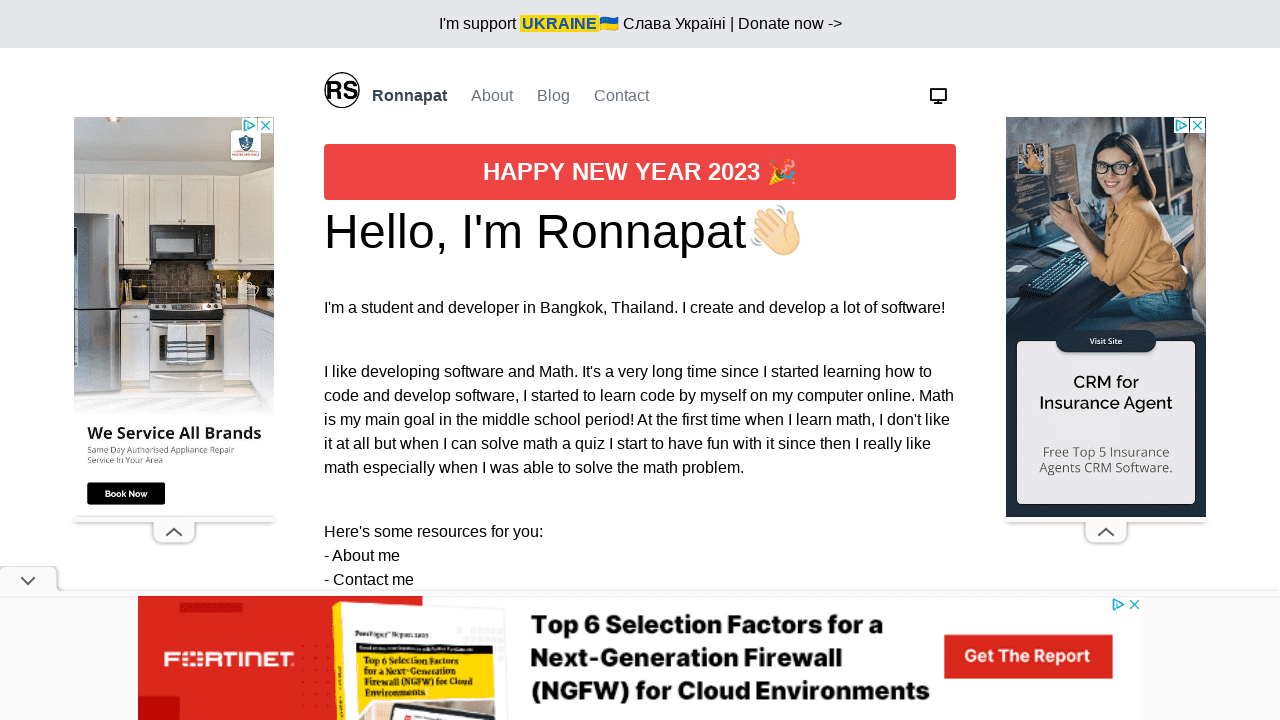 I'm support UKRAINE🇺🇦 Слава Україні | Donate now ->
RS Ronnapat About Blog Contact
HAPPY NEW YEAR 2023 🎉
Hello, I'm Ronnapat👋🏻
I'm a student and developer in Bangkok, Thailand. I create and develop a lot of software!
I like developing software and Math. It's a very long time since I started learning how to
code and develop software, I started to learn code by myself on my computer online. Math
is my main goal in the middle school period! At the first time when I learn math, I don't like
it at all but when I can solve math a quiz I start to have fun with it since then I really like
math especially when I was able to solve the math problem.
Here's some resources for you:
- About me
- Contact me
We Service All Brands
Same Day Authorised Appliance Repair
Service In Your Area
Book Now
Visit Site
CRM for
Insurance Agent
Free Top 5 Insurance
Agents CRM Software.
FORTINET
Top 6 Selection Factors
for a Next-Generation
Firewall (NGFW) for Cloud
Environments
Top 6 Selection Factors for a
Next-Generation Firewall
(NGFW) for Cloud Environments
Get The Report